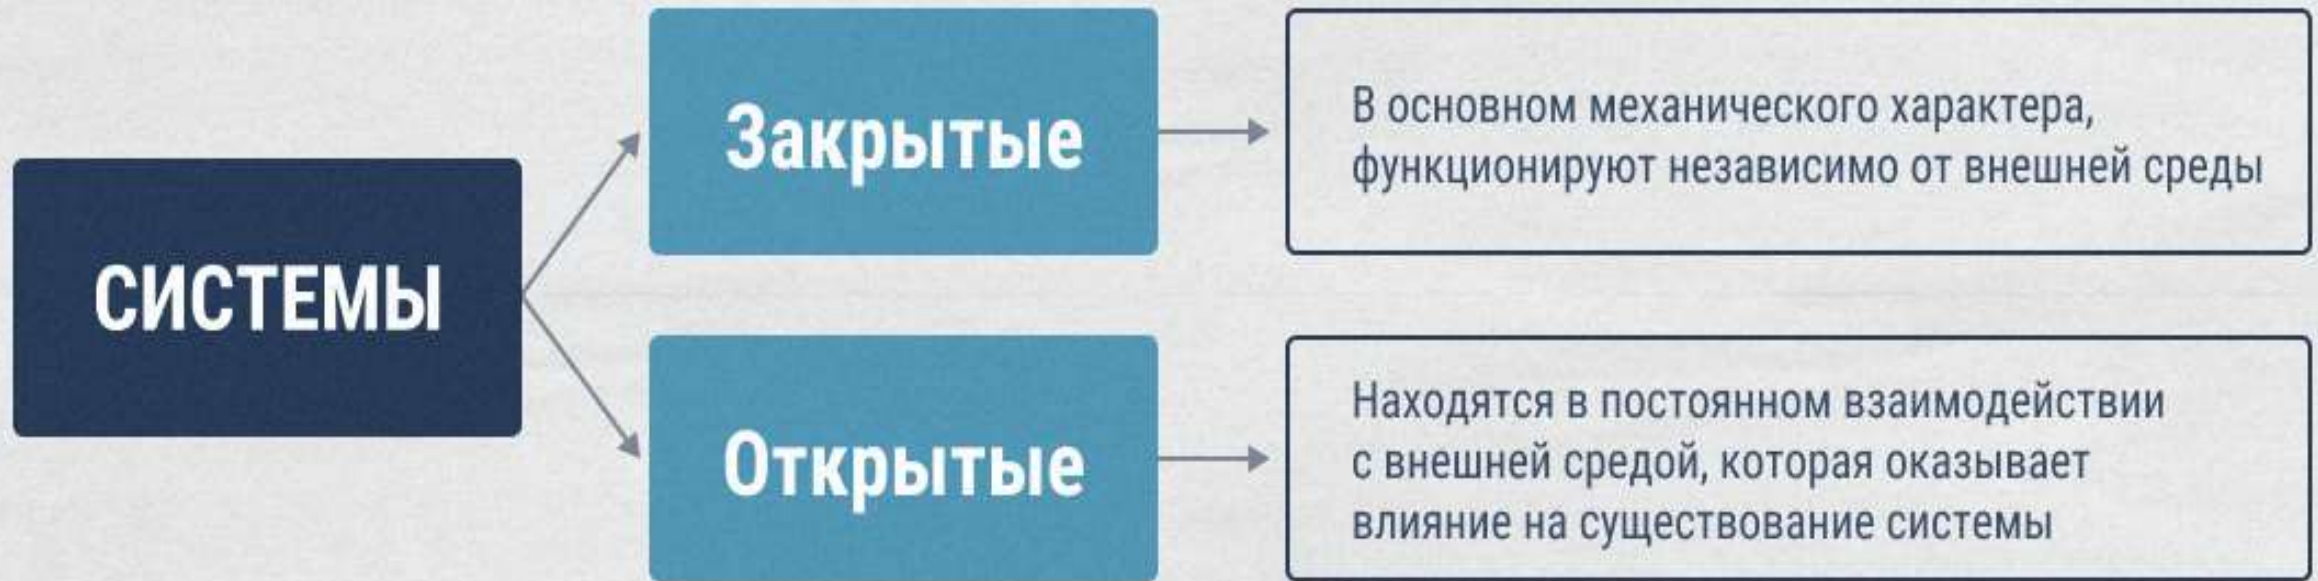 СИСТЕМЫ
Закрытые
В основном механического характера,
функционируют независимо от внешней среды
Открытые
Находятся в постоянном взаимодействии
с внешней средой, которая оказывает
влияние на существование системы